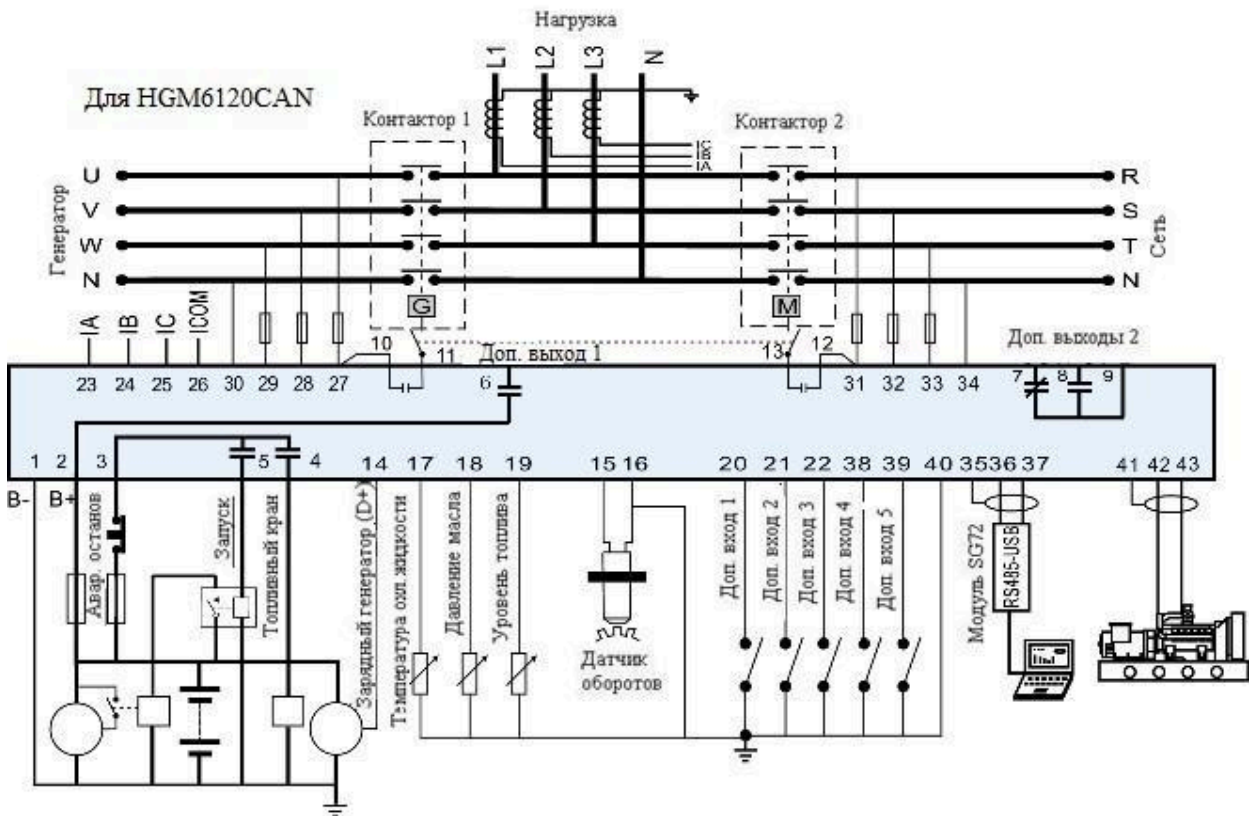 Нагрузка
L1
L2
L3
N
Для HGM6120CAN
Контактор 1
Контактор 2
IC
IB
IA
Генератор
U
V
W
N
R
S
T
N
Сеть
G
M
IA
IB
IC
ICOM
10
11
Доп. выход 1
13
12
Доп. выходы 2
23
24
25
26
30
29
28
27
6
31
32
33
34
7
8
9
1
2
3
5
4
14
17
18
19
15
16
20
21
22
38
39
40
35
36
37
41
42
43
B-
B+
Авар. останов
Запуск
Топливный кран
Зарядный генератор (D+)
Температура охл. жидкости
Давление масла
Уровень топлива
Датчик
оборотов
Доп. вход 1
Доп. вход 2
Доп. вход 3
Доп. вход 4
Доп. вход 5
Модуль SG72
RS485-USB